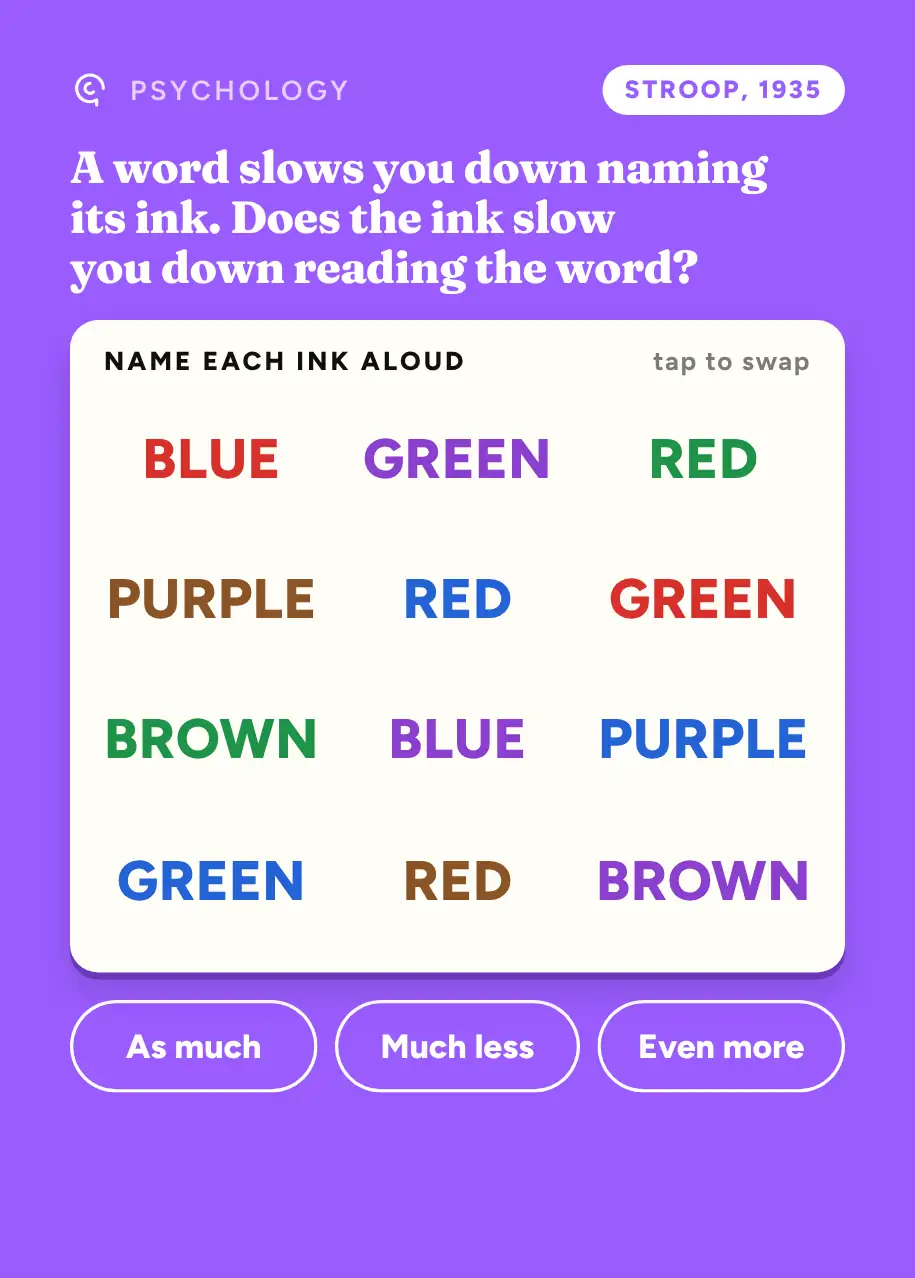 PSYCHOLOGY
STROOP, 1935
A word slows you down naming
its ink. Does the ink slow
you down reading the word?
NAME EACH INK ALOUD
tap to swap
BLUE GREEN RED
PURPLE RED GREEN
BROWN BLUE PURPLE
GREEN RED BROWN
As much
Much less
Even more